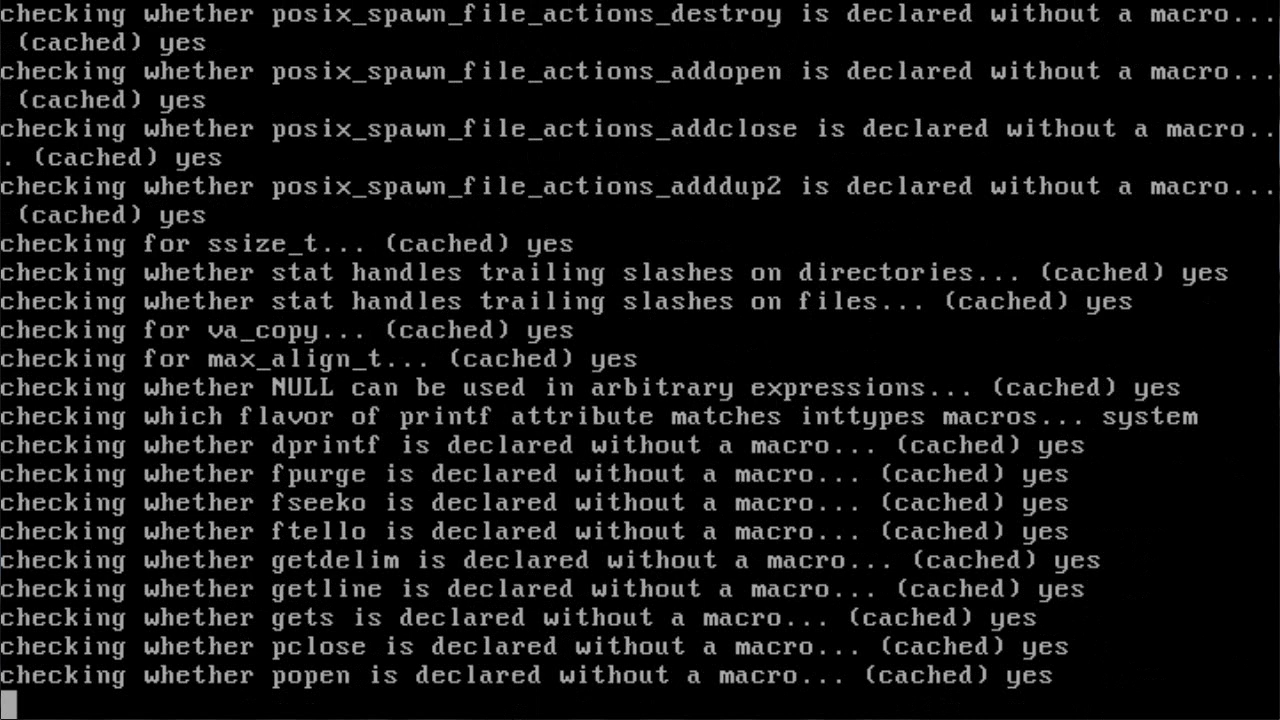 checking whether posix_spawn_file_actions_destroy is declared without a macro...
 (cached) yes
checking whether posix_spawn_file_actions_addopen is declared without a macro...
 (cached) yes
checking whether posix_spawn_file_actions_addclose is declared without a macro..
. (cached) yes
checking whether posix_spawn_file_actions_adddup2 is declared without a macro...
 (cached) yes
checking for ssize_t... (cached) yes
checking whether stat handles trailing slashes on directories... (cached) yes
checking whether stat handles trailing slashes on files... (cached) yes
checking for va_copy... (cached) yes
checking for max_align_t... (cached) yes
checking whether NULL can be used in arbitrary expressions... (cached) yes
checking which flavor of printf attribute matches inttypes macros... system
checking whether dprintf is declared without a macro... (cached) yes
checking whether fpurge is declared without a macro... (cached) yes
checking whether fseeko is declared without a macro... (cached) yes
checking whether ftello is declared without a macro... (cached) yes
checking whether getdelim is declared without a macro... (cached) yes
checking whether getline is declared without a macro... (cached) yes
checking whether gets is declared without a macro... (cached) yes
checking whether pclose is declared without a macro... (cached) yes
checking whether popen is declared without a macro... (cached) yes